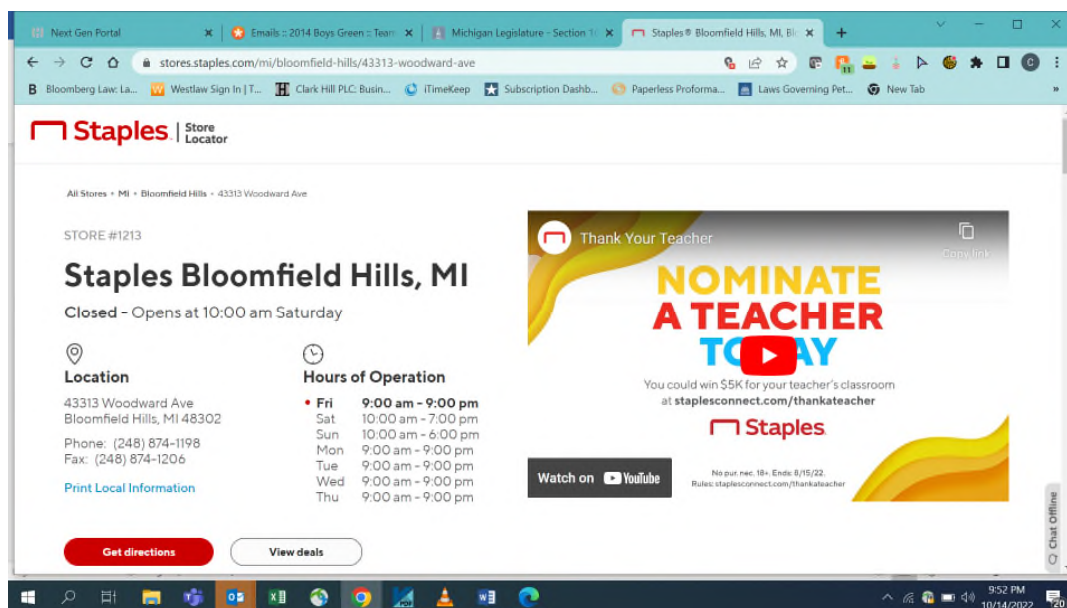 Next Gen Portal
Emails :: 2014 Boys Green :: Team
Michigan Legislature - Section 1
Staples® Bloomfield Hills, MI, Bl
stores.staples.com/mi/bloomfield-hills/43313-woodward-ave
11
C
B Bloomberg Law: La...
Westlaw Sign In | T...
Clark Hill PLC: Busin...
iTimeKeep
Subscription Dashb...
Paperless Proforma...
Laws Governing Pet...
New Tab
»
Staples. | Store
Locator
All Stores • MI • Bloomfield Hills • 43313 Woodward Ave
STORE #1213
Staples Bloomfield Hills, MI
Closed - Opens at 10:00 am Saturday
Location
43313 Woodward Ave
Bloomfield Hills, MI 48302
Phone: (248) 874-1198
Fax: (248) 874-1206
Print Local Information
Hours of Operation
• Fri 9:00 am - 9:00 pm
Sat 10:00 am - 7:00 pm
Sun 10:00 am - 6:00 pm
Mon 9:00 am - 9:00 pm
Tue 9:00 am - 9:00 pm
Wed 9:00 am - 9:00 pm
Thu 9:00 am - 9:00 pm
Get directions
View deals
Thank Your Teacher
Copy link
NOMINATE
A TEACHER
TODAY
You could win $5K for your teacher's classroom
at staplesconnect.com/thankateacher
Staples
Watch on YouTube
No pur. nec. 18+. Ends 8/15/22.
Rules: staplesconnect.com/thankateacher
Chat Offline
9:52 PM
10/14/2022
20